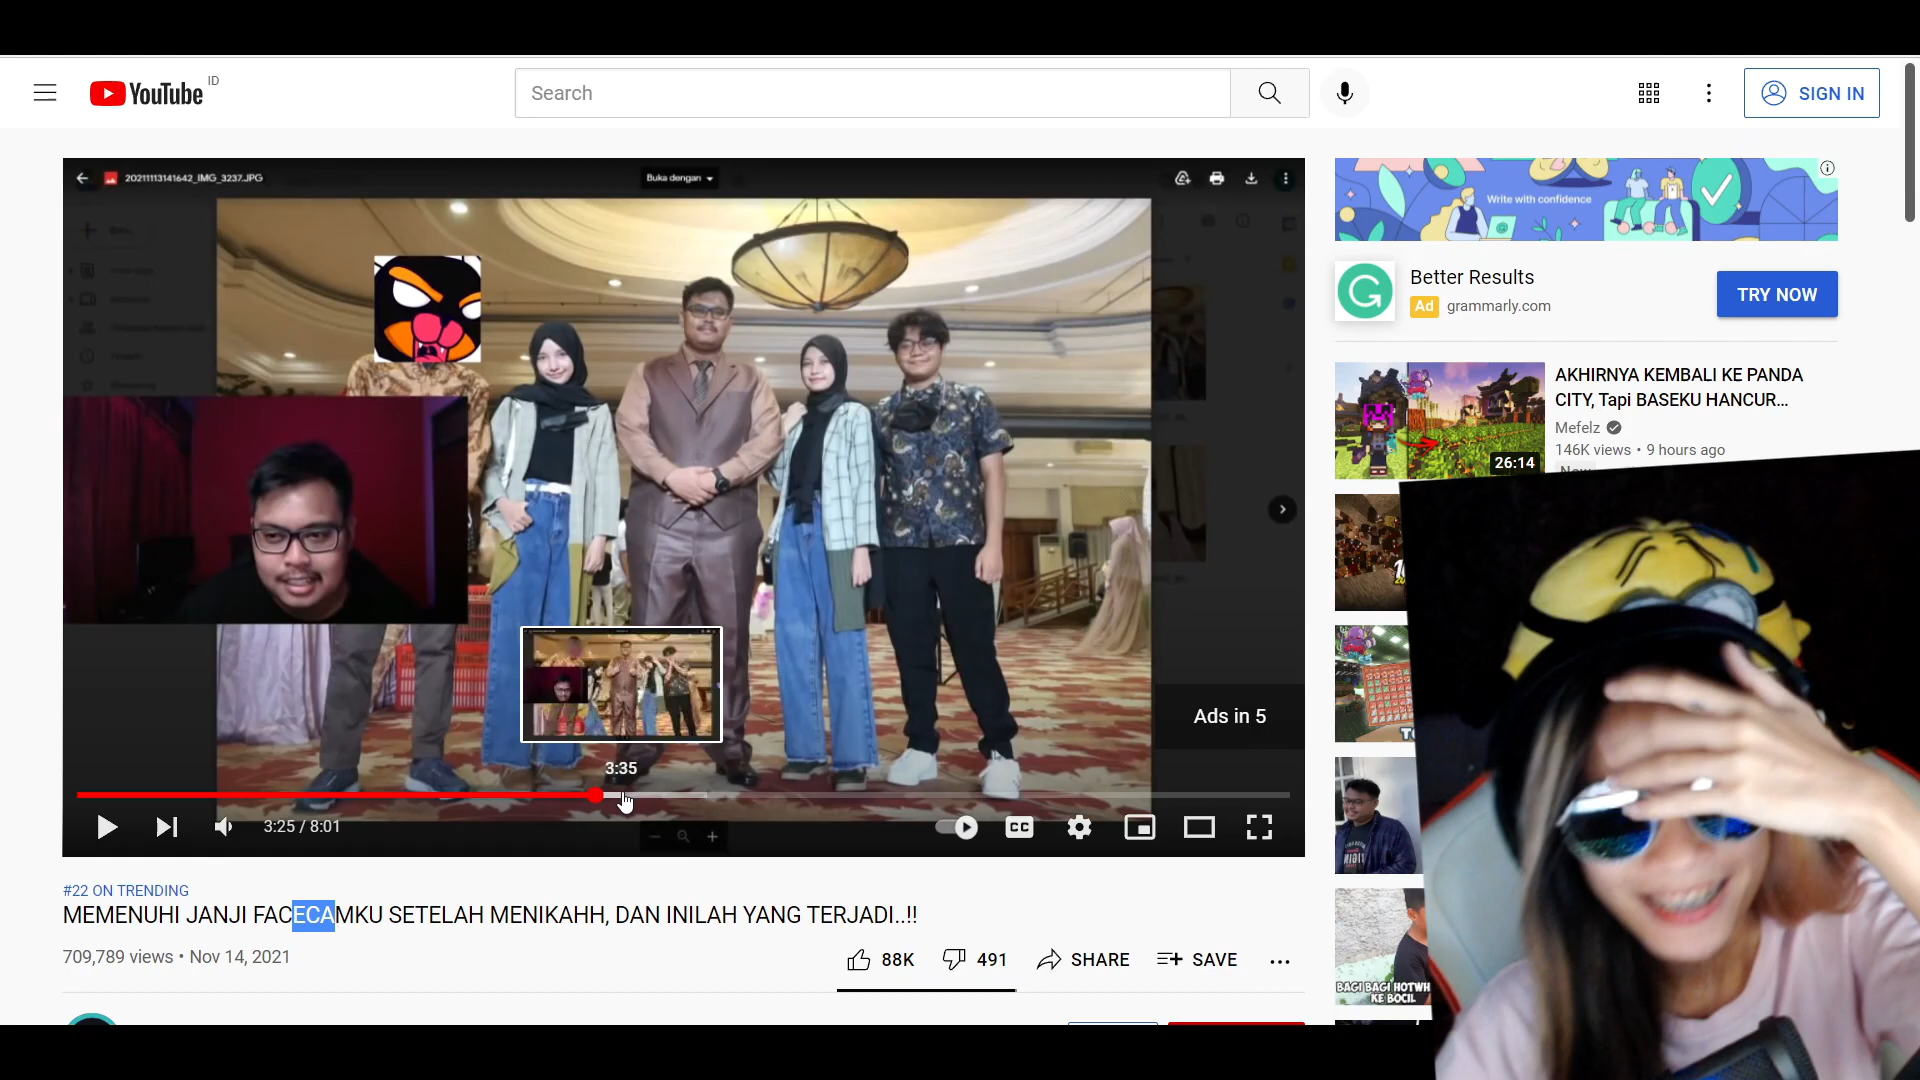 YouTube ID
Search
SIGN IN
20211113141642_IMG_3237.JPG
Buka dengan
Write with confidence
Better Results
Ad grammarly.com
TRY NOW
AKHIRNYA KEMBALI KE PANDA
CITY, Tapi BASEKU HANCUR...
Mefelz
146K views • 9 hours ago
26:14
Ads in 5
3:35
3:25 / 8:01
CC
#22 ON TRENDING
MEMENUHI JANJI FACECAMKU SETELAH MENIKAHH, DAN INILAH YANG TERJADI..!!
709,789 views • Nov 14, 2021
88K
491
SHARE
SAVE
BAGI BAGI HOTWH
KE BOCIL